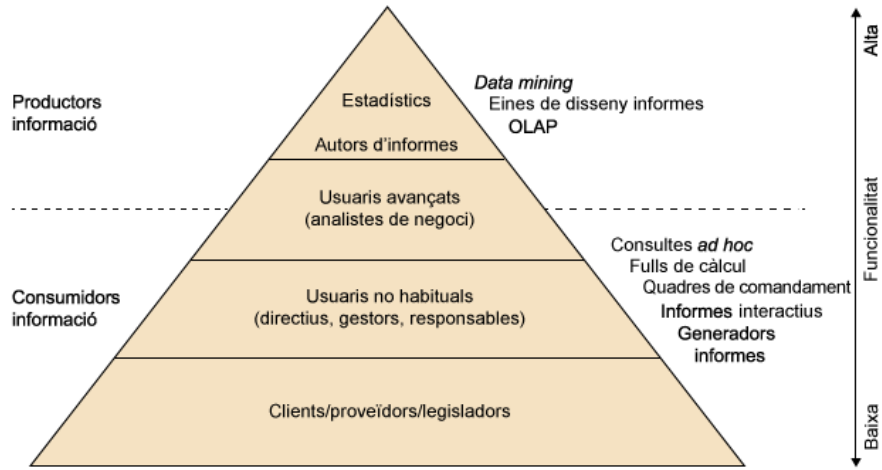 Alta
Data mining
Estadístics
Eines de disseny informes
Productors
informació
OLAP
Autors d'informes
Usuaris avançats
(analistes de negoci)
Funcionalitat
Consultes ad hoc
Fulls de càlcul
Quadres de comandament
Consumidors
informació
Usuaris no habituals
(directius, gestors, responsables)
Informes interactius
Generadors
informes
Clients/proveïdors/legisladors
Baixa